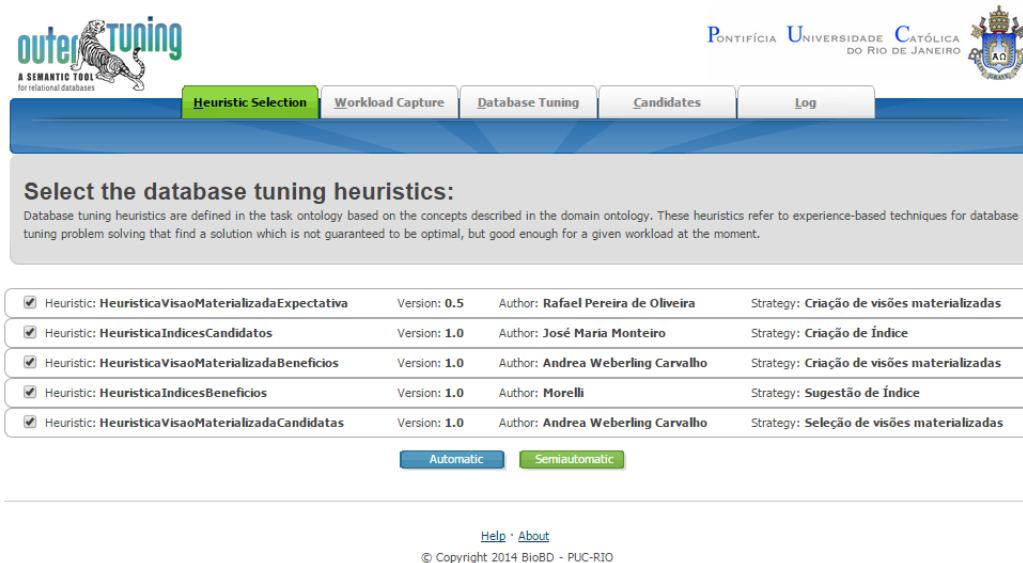 outer TUNING
A SEMANTIC TOOL
for relational databases
PONTIFÍCIA UNIVERSIDADE CATÓLICA
DO RIO DE JANEIRO
Heuristic Selection
Workload Capture
Database Tuning
Candidates
Log
Select the database tuning heuristics:
Database tuning heuristics are defined in the task ontology based on the concepts described in the domain ontology. These heuristics refer to experience-based techniques for database
tuning problem solving that find a solution which is not guaranteed to be optimal, but good enough for a given workload at the moment.
Heuristic: HeuristicaVisaoMaterializadaExpectativa Version: 0.5 Author: Rafael Pereira de Oliveira Strategy: Criação de visões materializadas
Heuristic: HeuristicaIndicesCandidatos Version: 1.0 Author: José Maria Monteiro Strategy: Criação de Índice
Heuristic: HeuristicaVisaoMaterializadaBeneficios Version: 1.0 Author: Andrea Weberling Carvalho Strategy: Criação de visões materializadas
Heuristic: HeuristicaIndicesBeneficios Version: 1.0 Author: Morelli Strategy: Sugestão de Índice
Heuristic: HeuristicaVisaoMaterializadaCandidatas Version: 1.0 Author: Andrea Weberling Carvalho Strategy: Seleção de visões materializadas
Automatic
Semiautomatic
Help · About
© Copyright 2014 BioBD - PUC-RIO